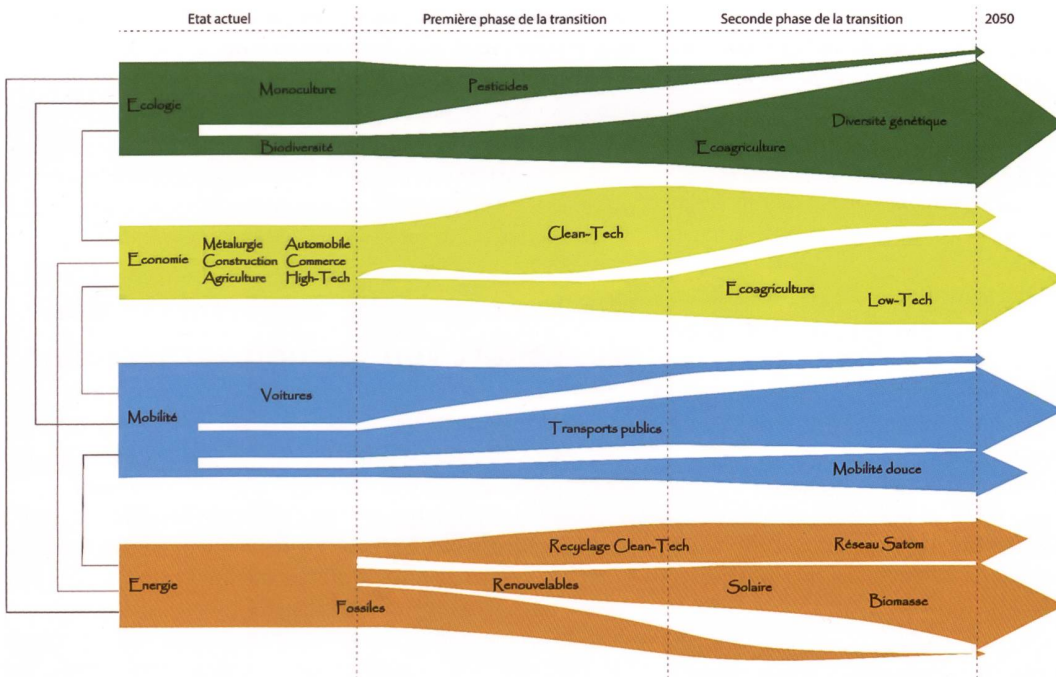 Etat actuel
Première phase de la transition
Seconde phase de la transition
2050
Ecologie
Monoculture
Pesticides
Biodiversité
Ecoagriculture
Diversité génétique
Economie
Métalurgie Automobile
Construction Commerce
Agriculture High-Tech
Clean-Tech
Ecoagriculture
Low-Tech
Mobilité
Voitures
Transports publics
Mobilité douce
Energie
Fossiles
Recyclage Clean-Tech
Réseau Satom
Renouvelables
Solaire
Biomasse